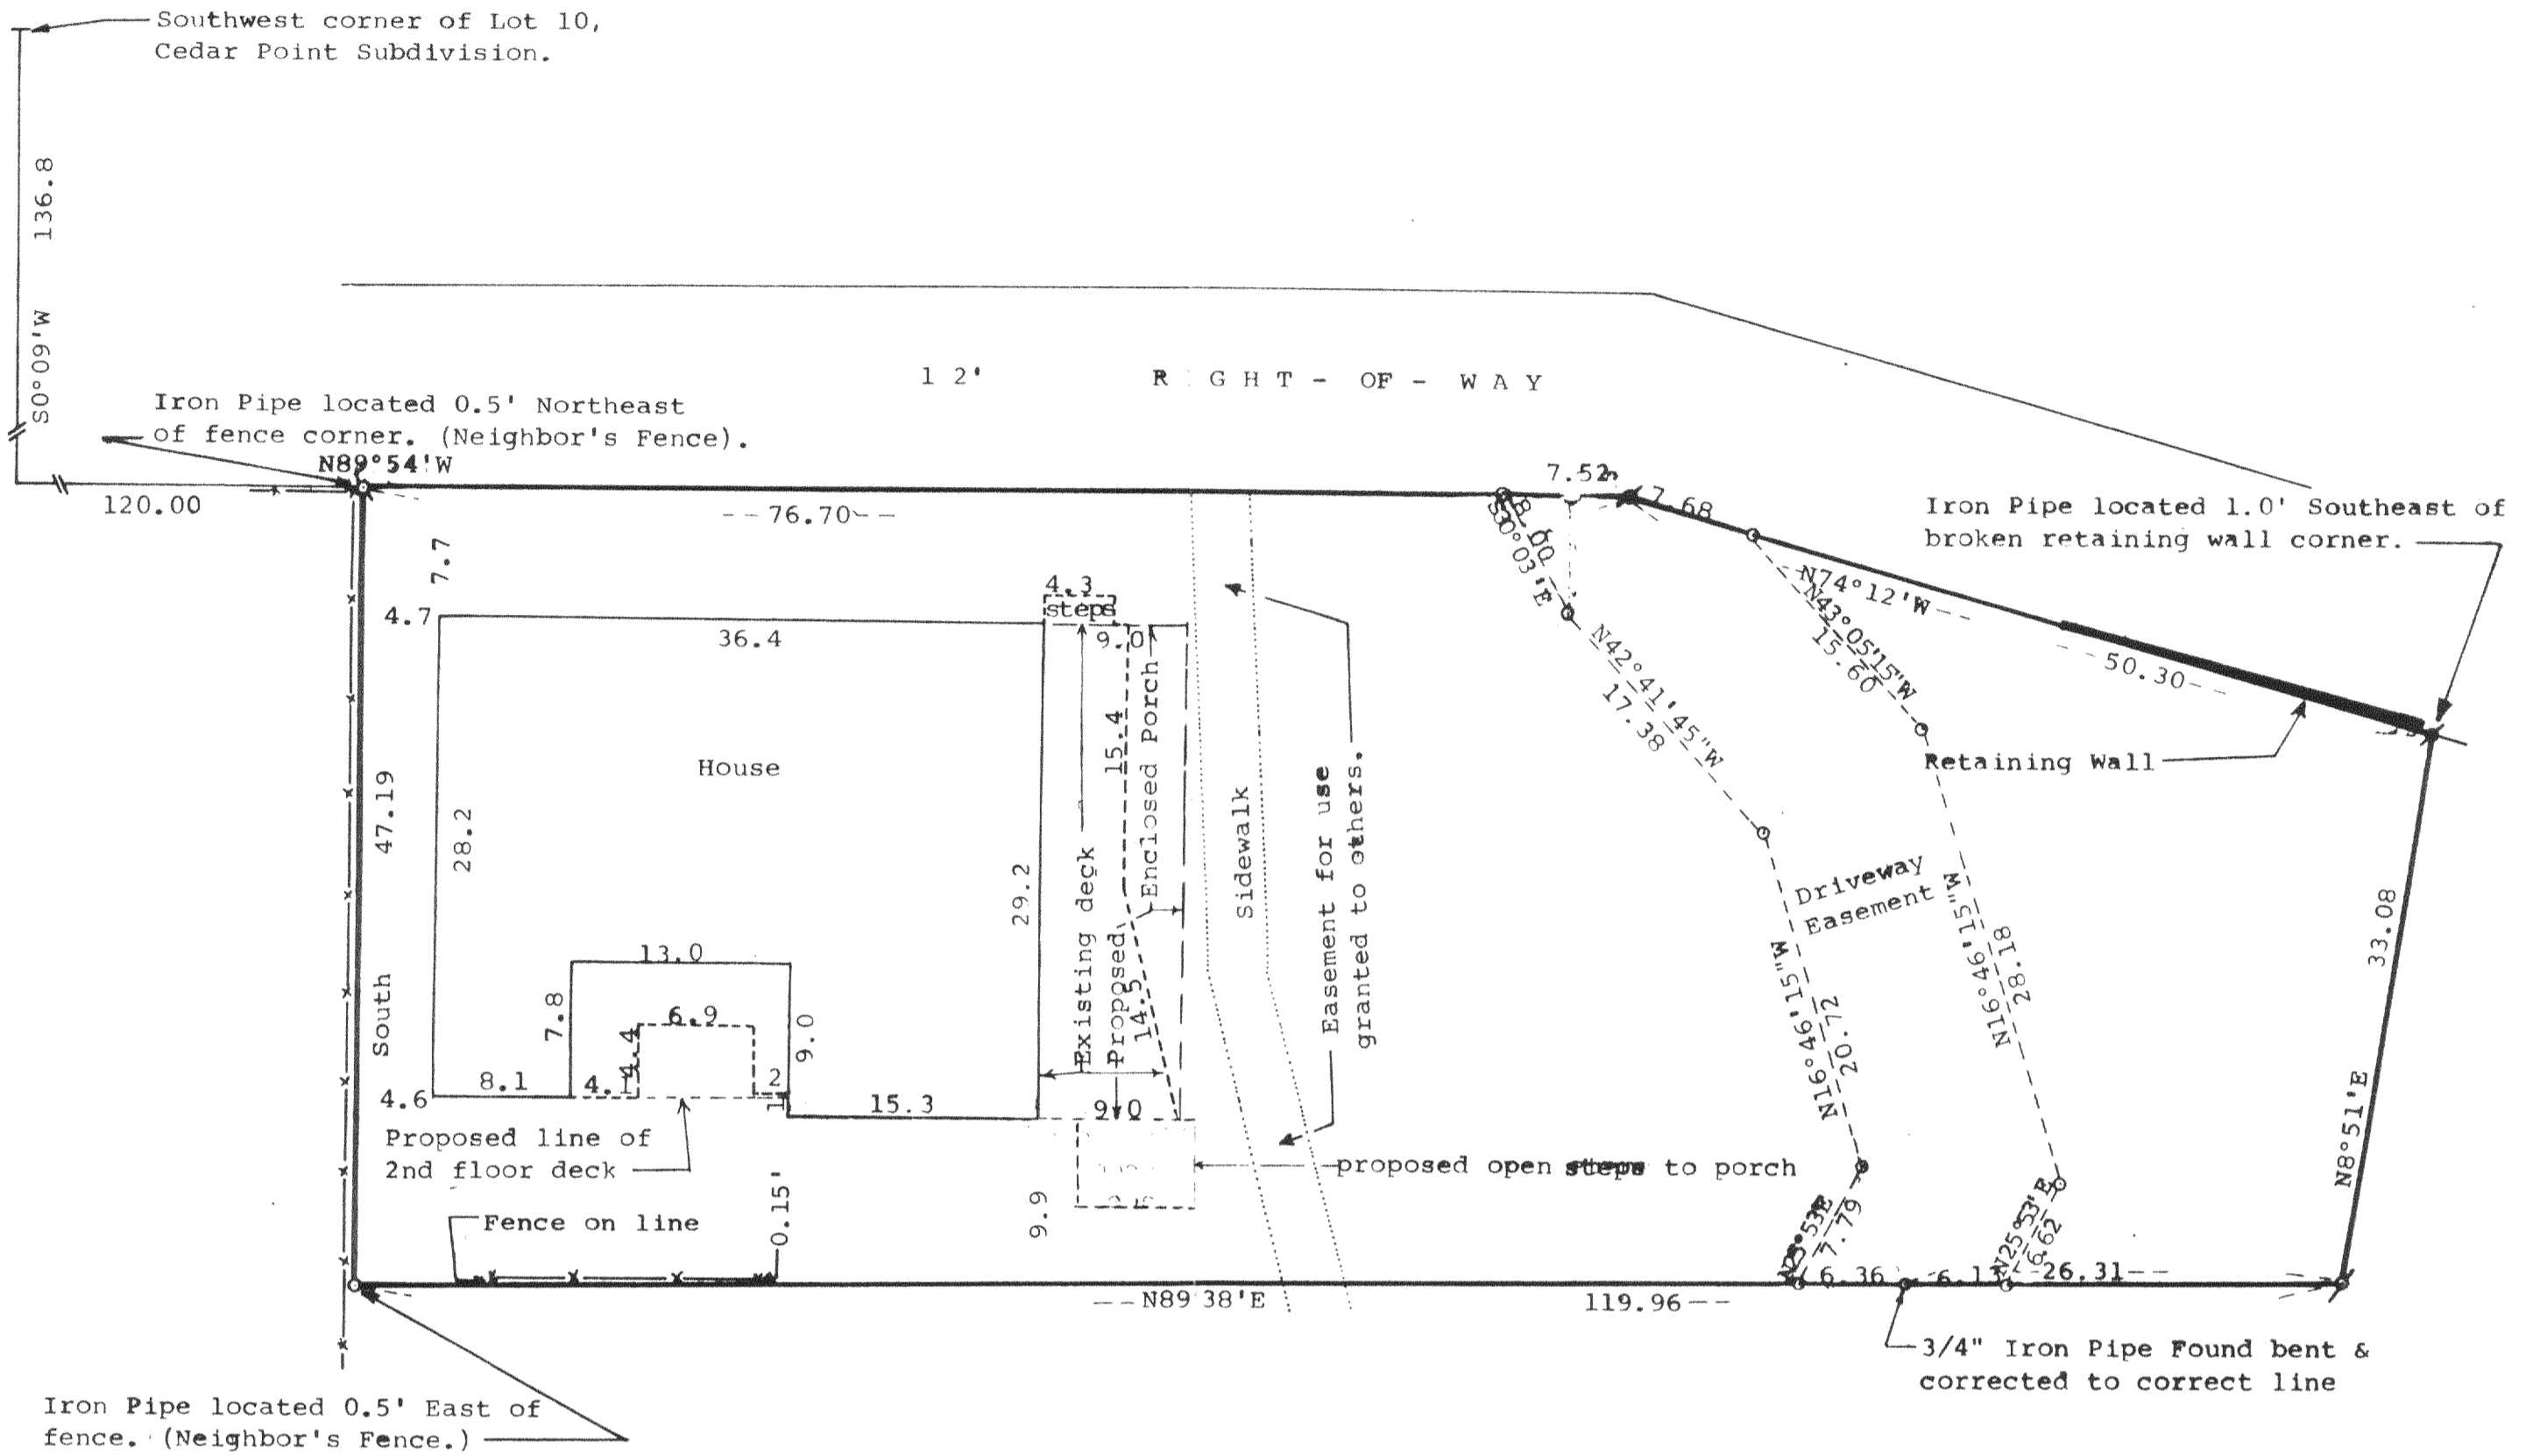 Southwest corner of Lot 10,
Cedar Point Subdivision.
136.8
S0°09'W
12' RIGHT-OF-WAY
Iron Pipe located 0.5' Northeast
of fence corner. (Neighbor's Fence).
N89°54'W
120.00
--76.70--
7.52
7.68
Iron Pipe located 1.0' Southeast of
broken retaining wall corner.
8.00
S30°03'E
N74°12'W--
--50.30--
N43°05'15"W
15.60
N42°41'45"W
17.38
Retaining Wall
7.7
4.7
36.4
4.3
steps
9.0
House
15.4
Enclosed Porch
Proposed
14.5
Existing deck
Sidewalk
Easement for use
granted to others.
47.19
South
28.2
29.2
13.0
7.8
6.9
4.4
9.0
8.1
4.1
4.6
15.3
9.0
Driveway
Easement
N16°46'15"W
20.72
N16°46'15"W
28.18
33.08
N8°51'E
Proposed line of
2nd floor deck
proposed open steps to porch
Fence on line
0.15'
9.9
7.79
N25°53'E
6.62
6.36
26.31--
--N89°38'E
119.96--
3/4" Iron Pipe Found bent &
corrected to correct line
Iron Pipe located 0.5' East of
fence. (Neighbor's Fence.)